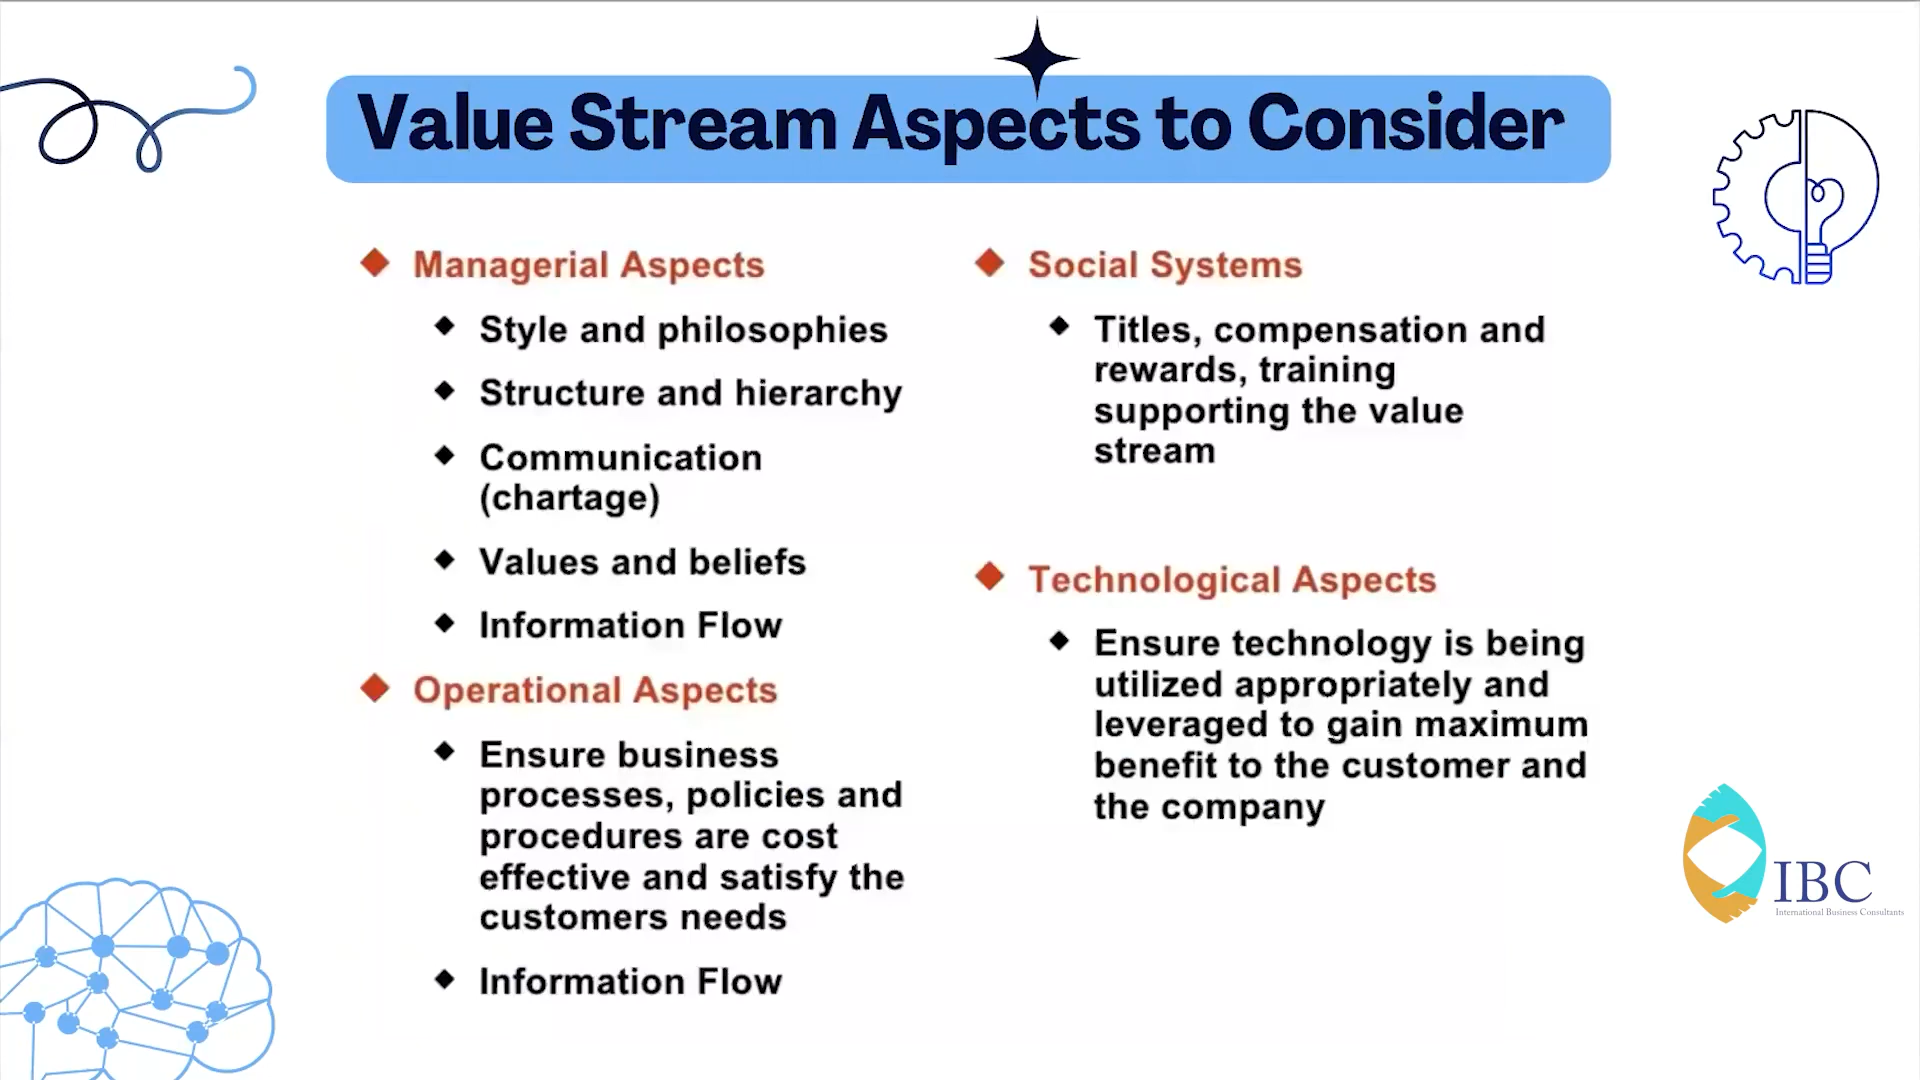 Value Stream Aspects to Consider
Managerial Aspects
Style and philosophies
Structure and hierarchy
Communication
(chartage)
Values and beliefs
Information Flow
Operational Aspects
Ensure business
processes, policies and
procedures are cost
effective and satisfy the
customers needs
Information Flow
Social Systems
Titles, compensation and
rewards, training
supporting the value
stream
Technological Aspects
Ensure technology is being
utilized appropriately and
leveraged to gain maximum
benefit to the customer and
the company
IBC
International Business Consultants